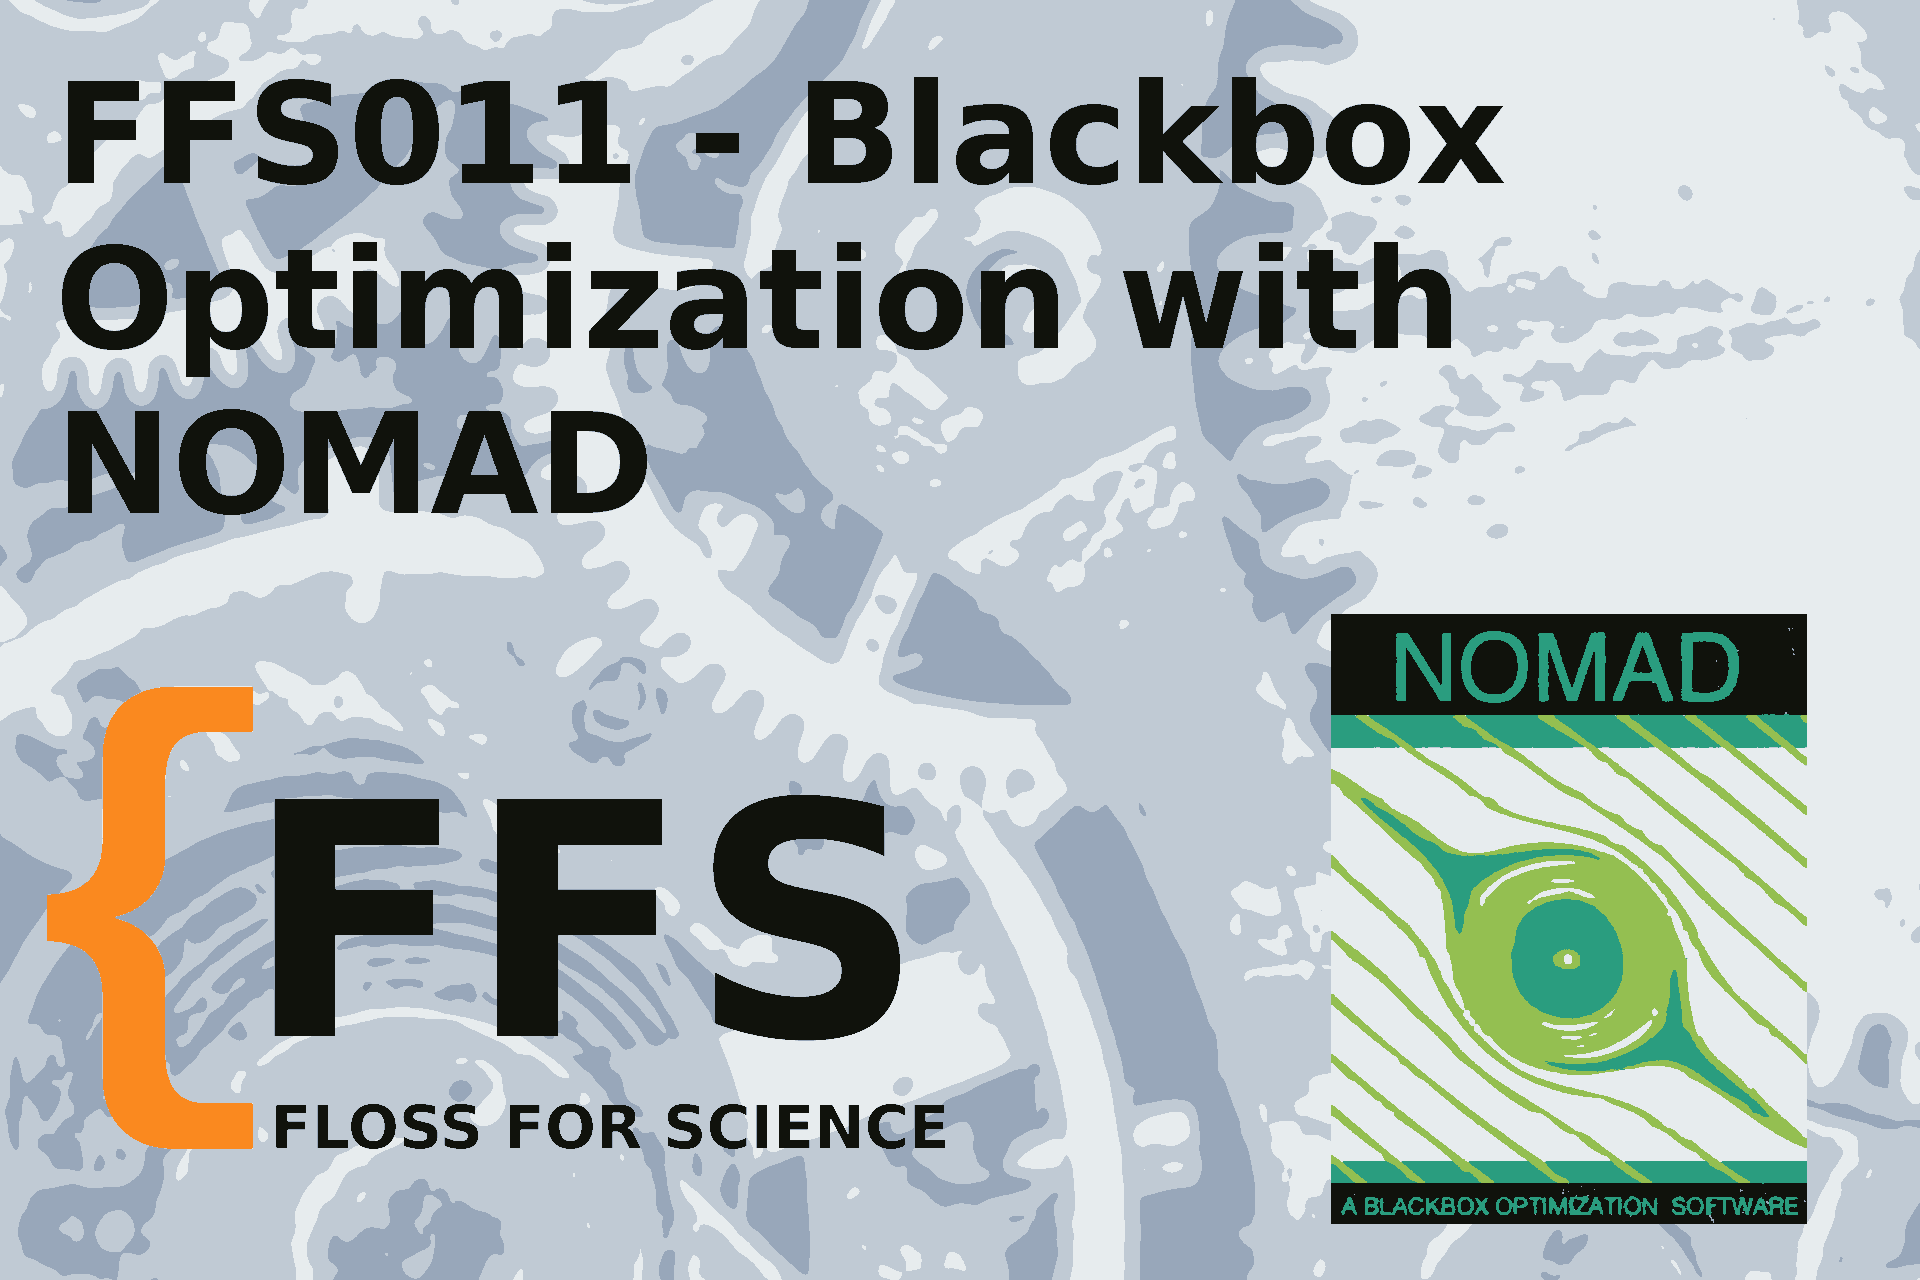 FFS011 - Blackbox
Optimization with
NOMAD
{FFS
FLOSS FOR SCIENCE
NOMAD
A BLACKBOX OPTIMIZATION SOFTWARE